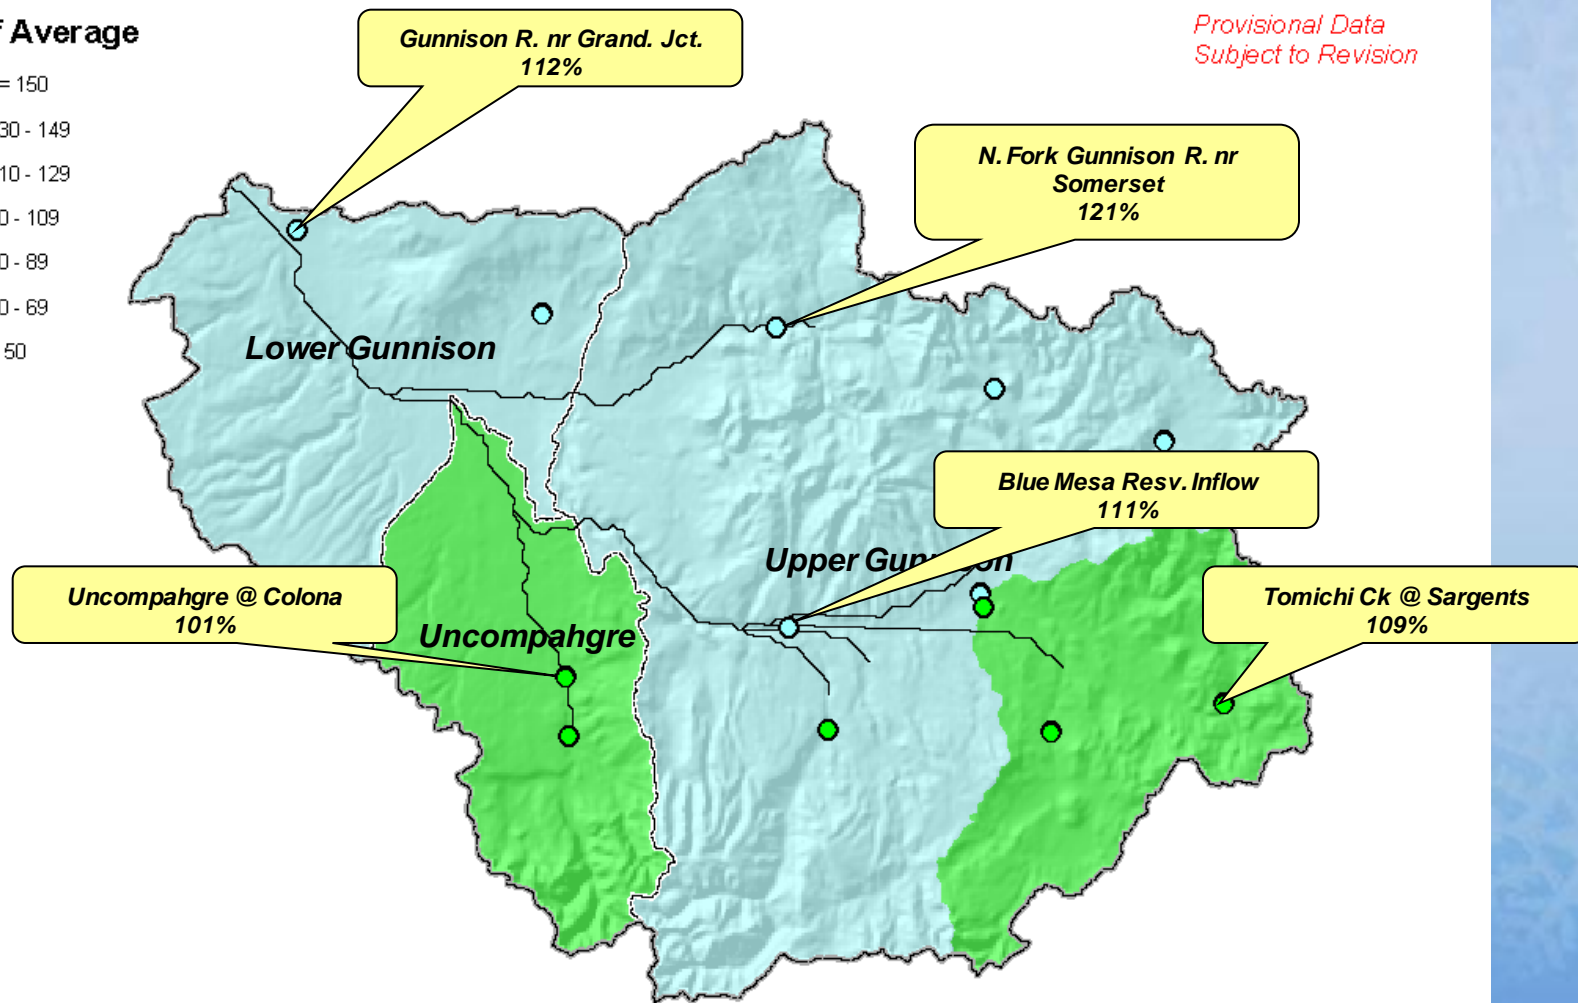 Average
Provisional Data
Subject to Revision
= 150
30 - 149
10 - 129
0 - 109
0 - 89
0 - 69
50
Gunnison R. nr Grand. Jct.
112%
N. Fork Gunnison R. nr
Somerset
121%
Lower Gunnison
Blue Mesa Resv. Inflow
111%
Upper Gunnison
Uncompahgre @ Colona
101%
Uncompahgre
Tomichi Ck @ Sargents
109%